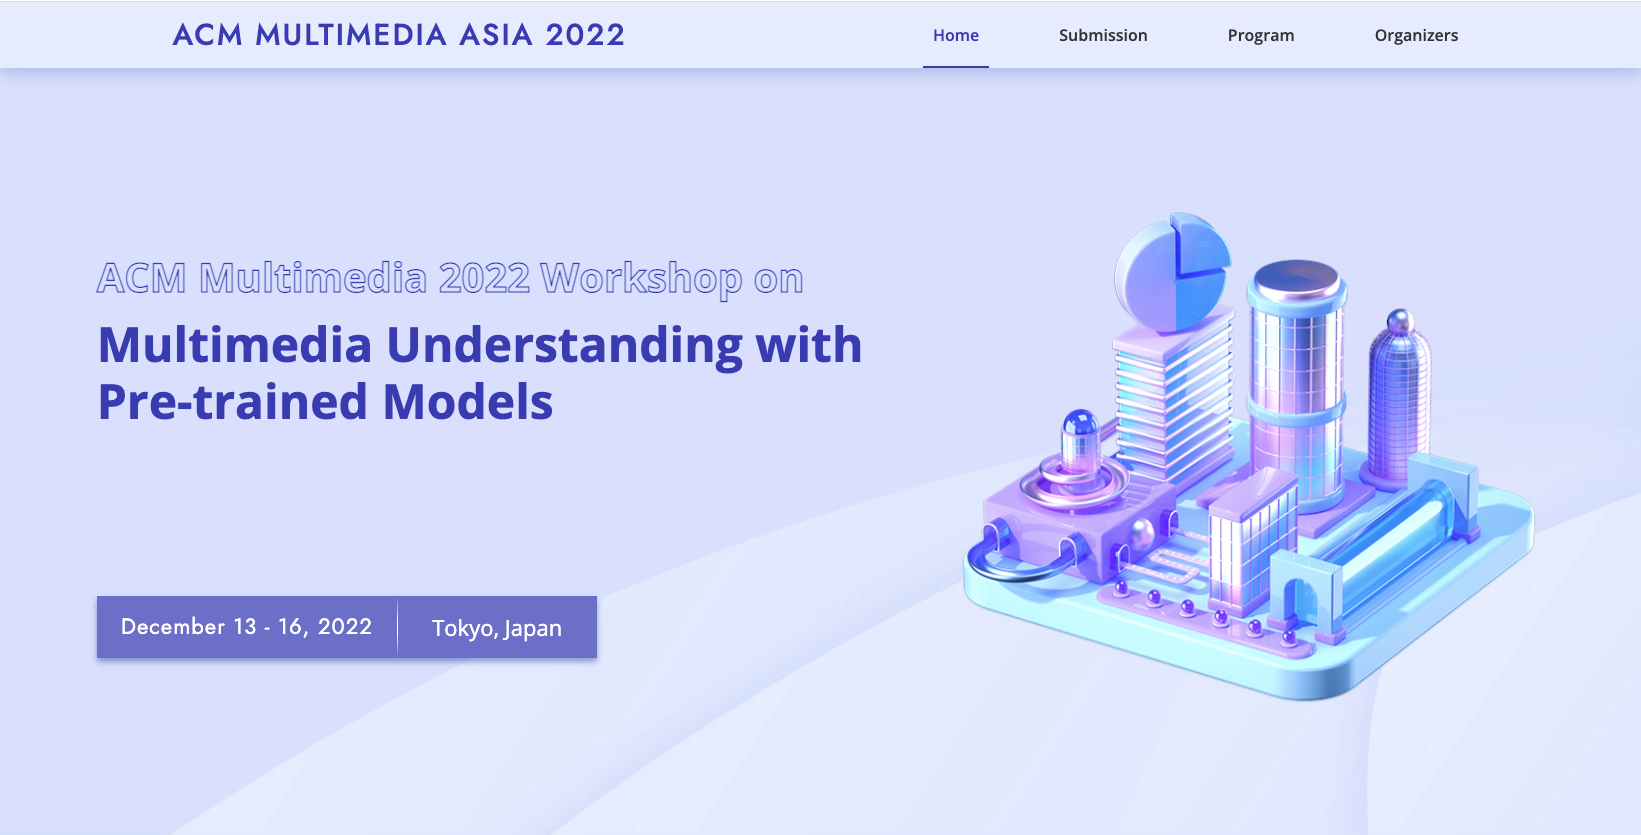 ACM MULTIMEDIA ASIA 2022
Home Submission Program Organizers
ACM Multimedia 2022 Workshop on
Multimedia Understanding with
Pre-trained Models
December 13 - 16, 2022 Tokyo, Japan